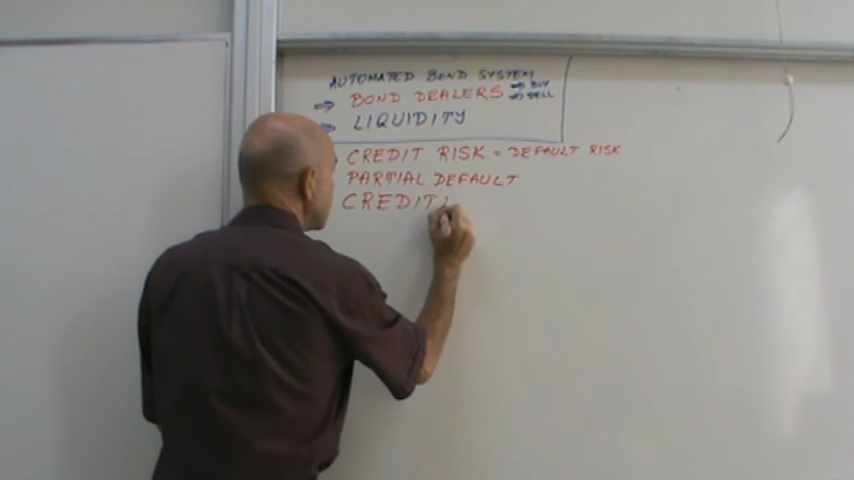 AUTOMATED BOND SYSTEM
→ BOND DEALERS → BUY
→ SELL
→ LIQUIDITY
CREDIT RISK = DEFAULT RISK
PARTIAL DEFAULT
CREDIT